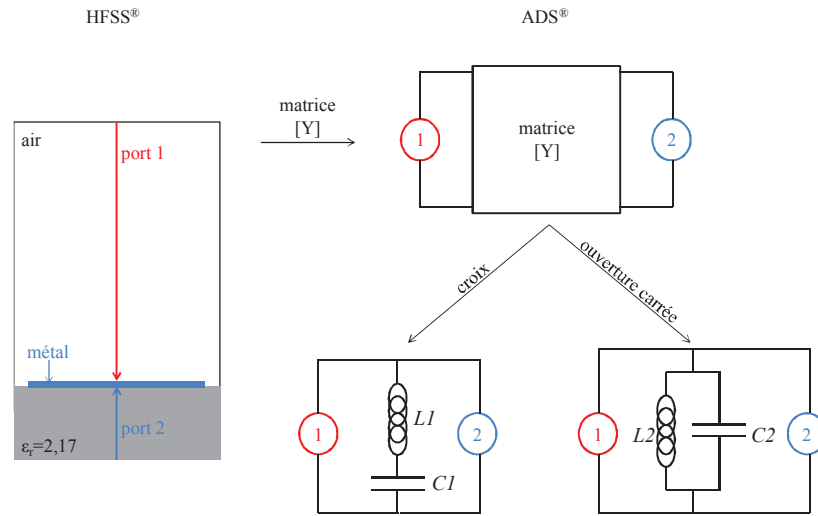 HFSS®
ADS®
air
port 1
matrice
[Y]
1
matrice
[Y]
2
métal
port 2
εr=2,17
croix
ouverture carrée
1
L1
C1
2
1
L2
C2
2